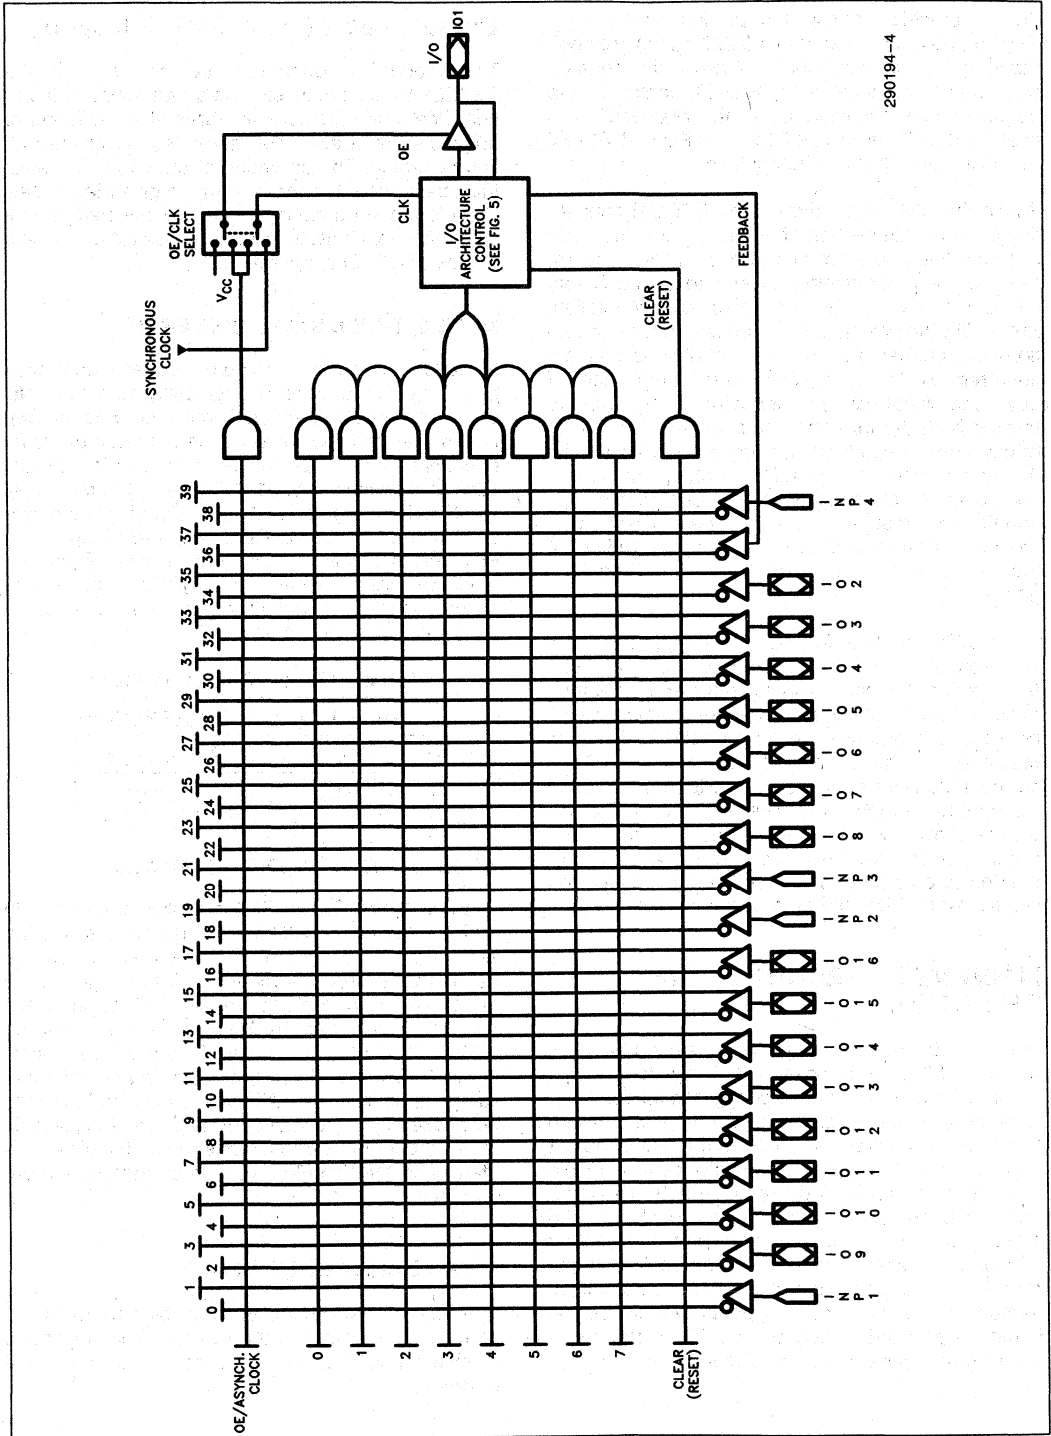 I/O
IO1
290194-4
OE
OE/CLK
SELECT
VCC
SYNCHRONOUS
CLOCK
CLK
I/O
ARCHITECTURE
CONTROL
(SEE FIG. 5)
FEEDBACK
CLEAR
(RESET)
39
38
37
36
35
34
33
32
31
30
29
28
27
26
25
24
23
22
21
20
19
18
17
16
15
14
13
12
11
10
9
8
7
6
5
4
3
2
1
0
INP4
IO2
IO3
IO4
IO5
IO6
IO7
IO8
INP3
INP2
IO16
IO15
IO14
IO13
IO12
IO11
IO10
IO9
INP1
OE/ASYNCH.
CLOCK
0
1
2
3
4
5
6
7
CLEAR
(RESET)